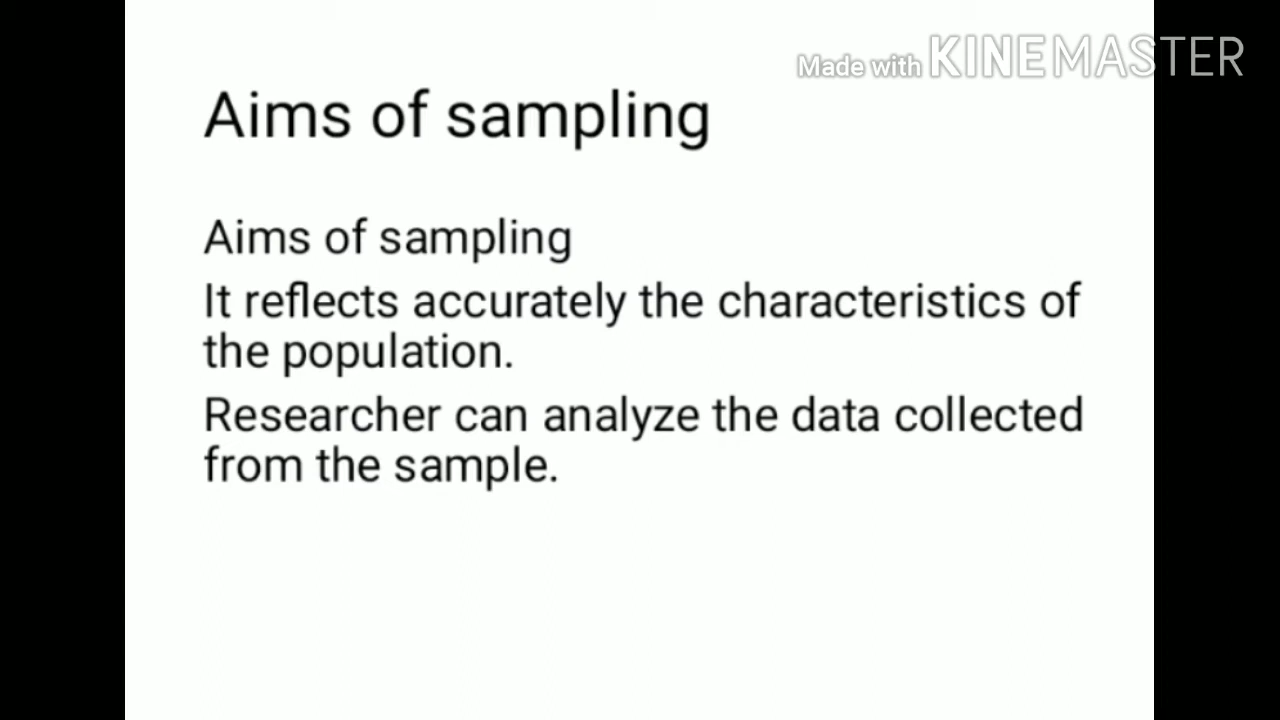 Made with KINEMASTER
Aims of sampling
Aims of sampling
It reflects accurately the characteristics of
the population.
Researcher can analyze the data collected
from the sample.